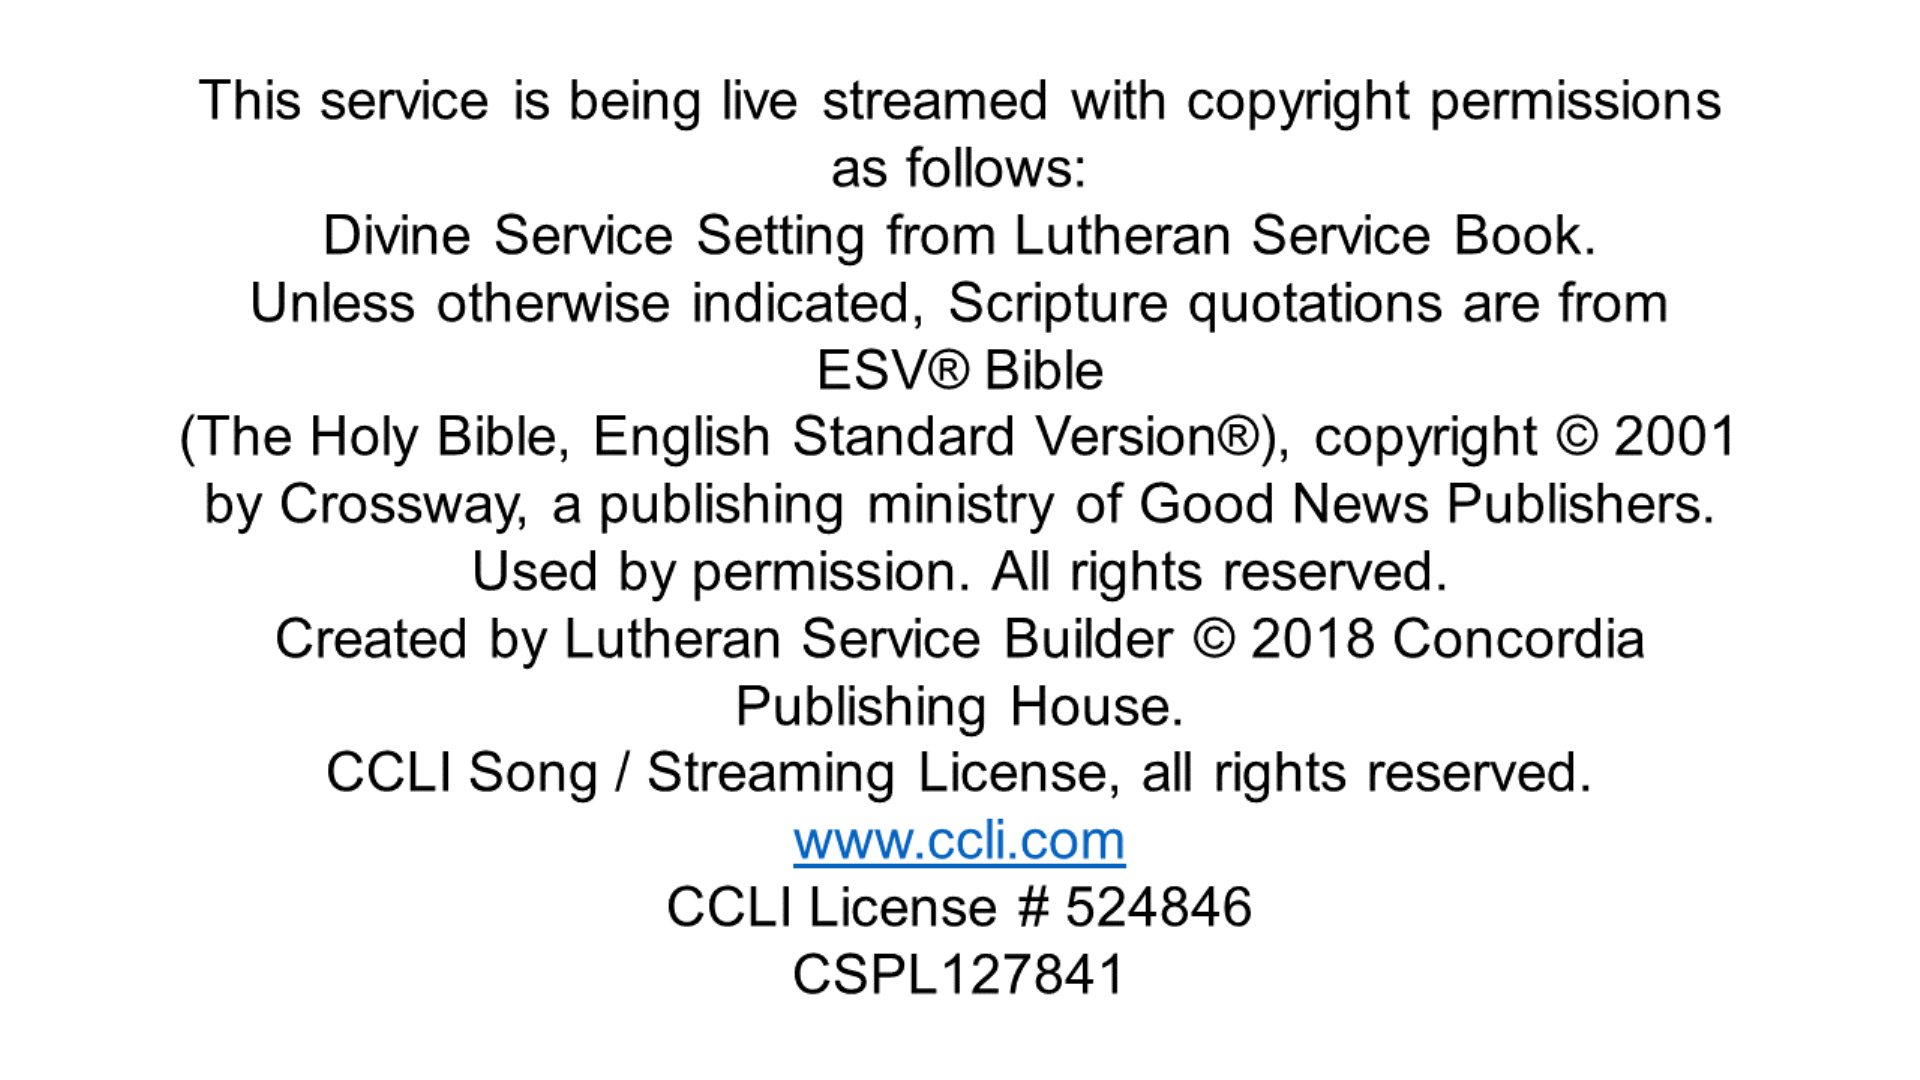 This service is being live streamed with copyright permissions
as follows:
Divine Service Setting from Lutheran Service Book.
Unless otherwise indicated, Scripture quotations are from
ESV® Bible
(The Holy Bible, English Standard Version®), copyright © 2001
by Crossway, a publishing ministry of Good News Publishers.
Used by permission. All rights reserved.
Created by Lutheran Service Builder © 2018 Concordia
Publishing House.
CCLI Song / Streaming License, all rights reserved.
www.ccli.com
CCLI License # 524846
CSPL127841